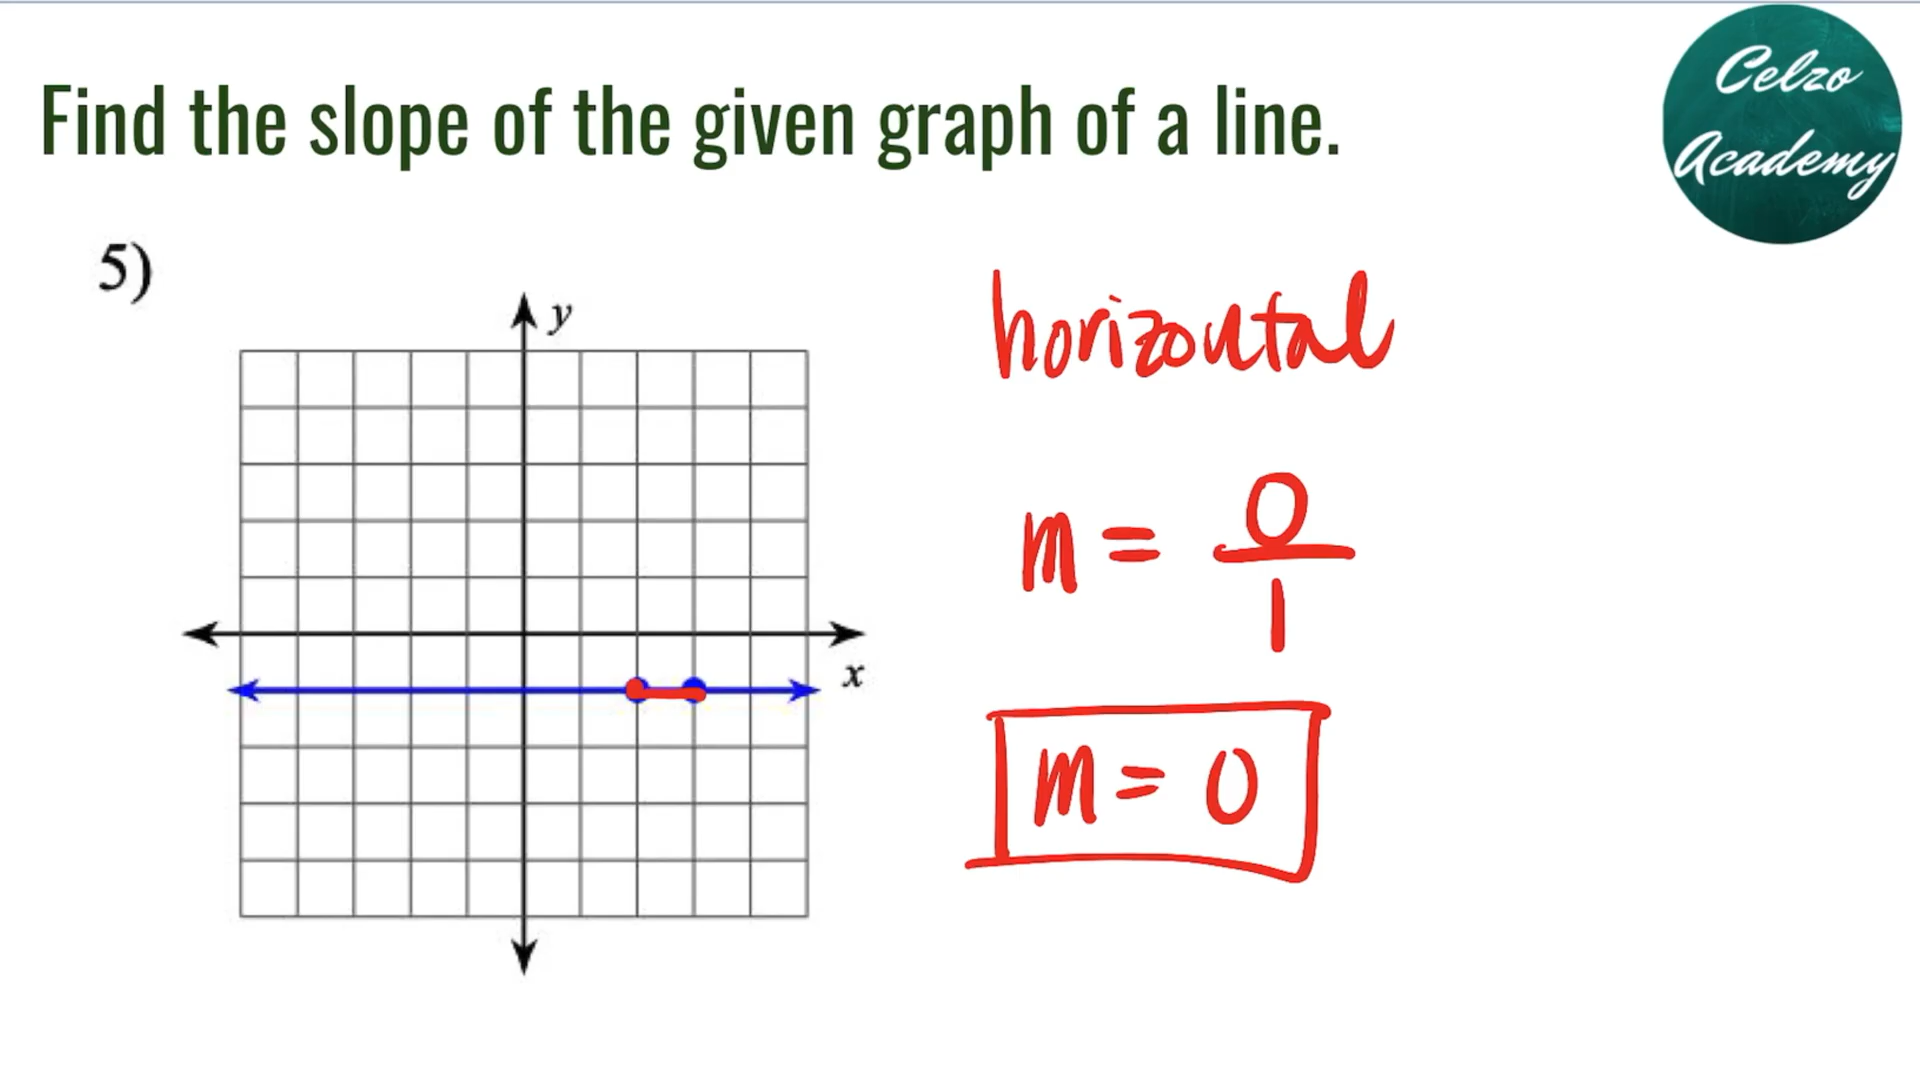 Celzo
Academy
Find the slope of the given graph of a line.
5)
y
x
horizontal
m = 0
1
m = 0